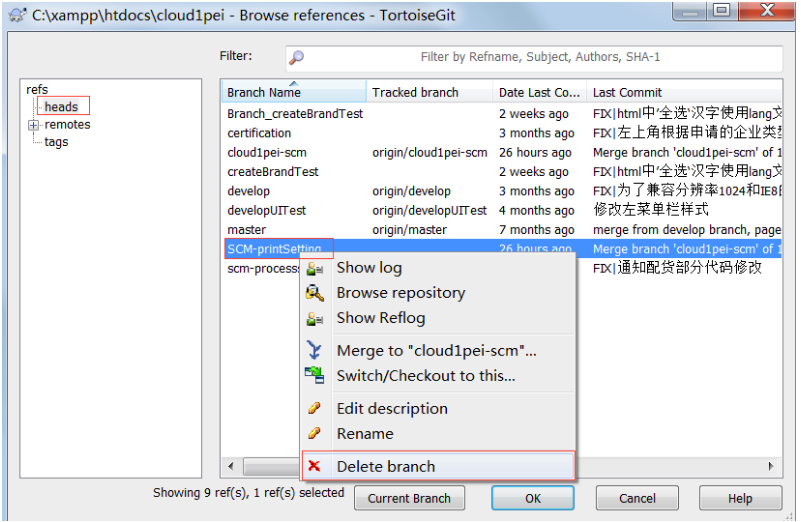 C:\xampp\htdocs\cloud1pei - Browse references - TortoiseGit
Filter: Filter by Refname, Subject, Authors, SHA-1
refs
heads
remotes
tags
Branch Name Tracked branch Date Last Co... Last Commit
Branch_createBrandTest 2 weeks ago FIX|html中'全选'汉字使用lang文
certification 3 months ago FIX|左上角根据申请的企业类型
cloud1pei-scm origin/cloud1pei-scm 26 hours ago Merge branch 'cloud1pei-scm' of 1
createBrandTest 2 weeks ago FIX|html中'全选'汉字使用lang文
develop origin/develop 3 months ago FIX|为了兼容分辨率1024和IE8
developUITest origin/developUITest 4 months ago 修改左菜单栏样式
master origin/master 7 months ago merge from develop branch, page
SCM-printSetting 26 hours ago Merge branch 'cloud1pei-scm' of 1
scm-process FIX|通知配货部分代码修改
Show log
Browse repository
Show Reflog
Merge to "cloud1pei-scm"...
Switch/Checkout to this...
Edit description
Rename
Delete branch
Showing 9 ref(s), 1 ref(s) selected
Current Branch OK Cancel Help